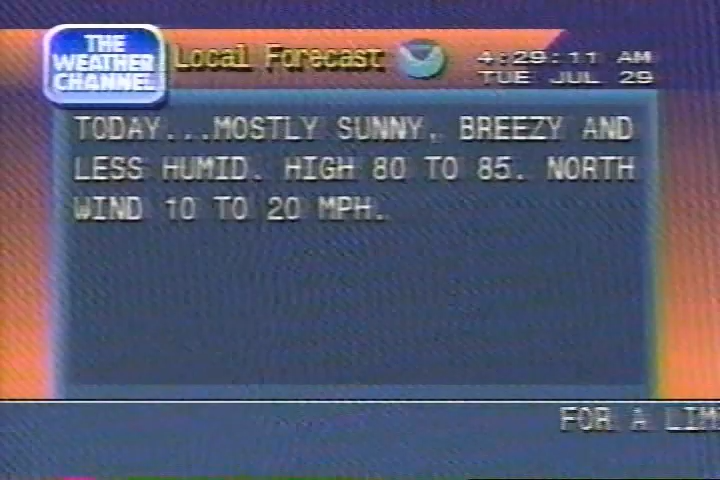 THE
WEATHER
CHANNEL
Local Forecast
4:29:11 AM
TUE JUL 29
TODAY...MOSTLY SUNNY, BREEZY AND
LESS HUMID. HIGH 80 TO 85. NORTH
WIND 10 TO 20 MPH.
FOR A LIM